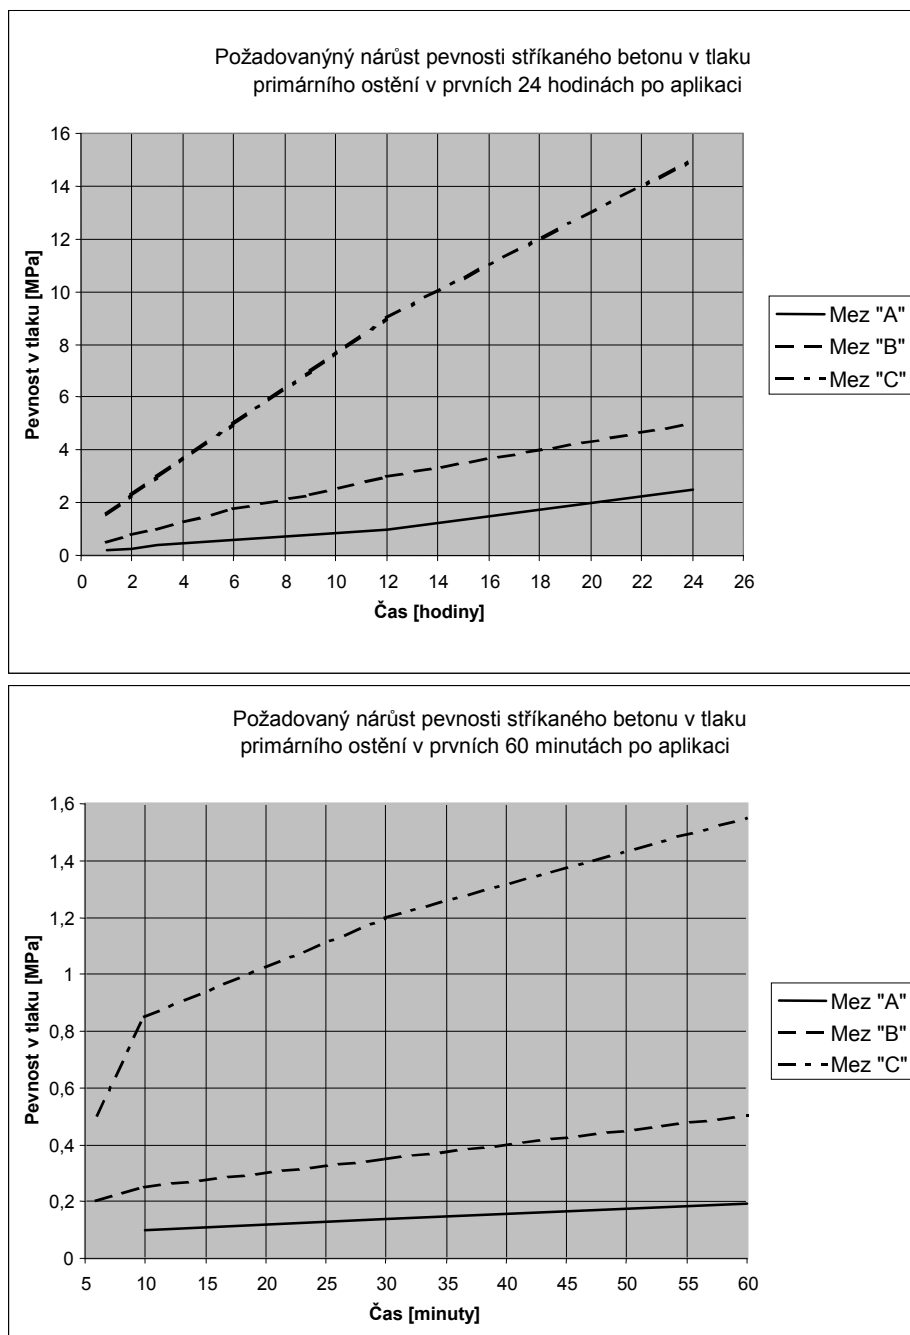 Požadovanýný nárůst pevnosti stříkaného betonu v tlaku
primárního ostění v prvních 24 hodinách po aplikaci
16
14
12
10
8
6
4
2
0
Pevnost v tlaku [MPa]
0 2 4 6 8 10 12 14 16 18 20 22 24 26
Čas [hodiny]
Mez "A"
Mez "B"
Mez "C"
Požadovaný nárůst pevnosti stříkaného betonu v tlaku
primárního ostění v prvních 60 minutách po aplikaci
1,6
1,4
1,2
1
0,8
0,6
0,4
0,2
0
Pevnost v tlaku [MPa]
5 10 15 20 25 30 35 40 45 50 55 60
Čas [minuty]
Mez "A"
Mez "B"
Mez "C"